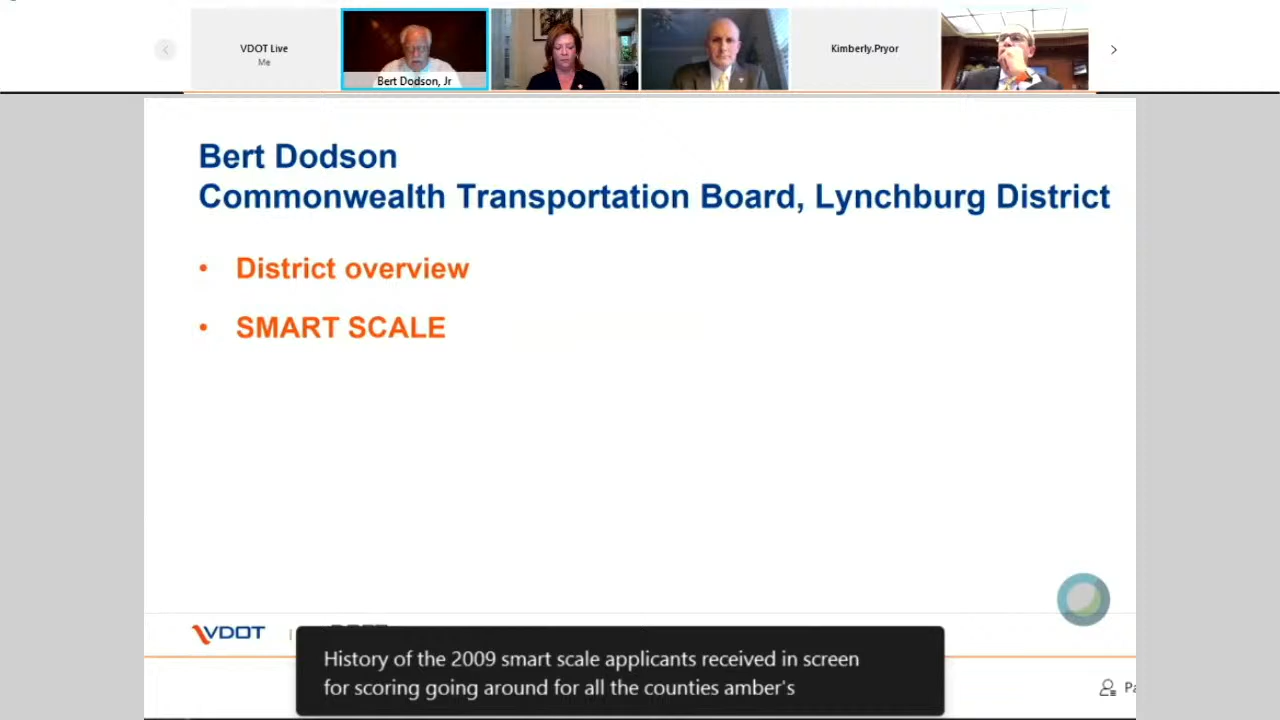 VDOT Live
Me
Bert Dodson, Jr
Kimberly.Pryor
Bert Dodson
Commonwealth Transportation Board, Lynchburg District
• District overview
• SMART SCALE
VDOT
History of the 2009 smart scale applicants received in screen
for scoring going around for all the counties amber's